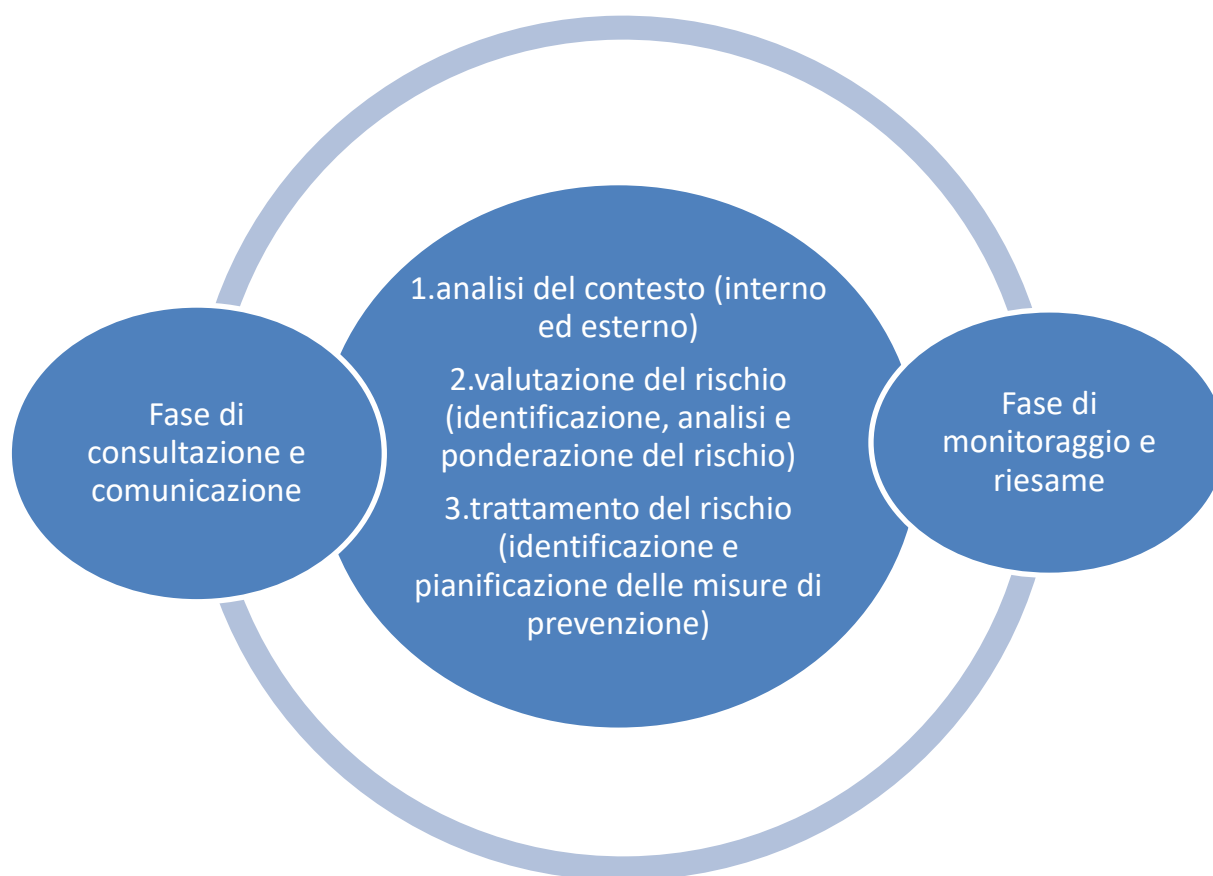 Fase di
consultazione e
comunicazione
1.analisi del contesto (interno
ed esterno)
2.valutazione del rischio
(identificazione, analisi e
ponderazione del rischio)
3.trattamento del rischio
(identificazione e
pianificazione delle misure di
prevenzione)
Fase di
monitoraggio e
riesame